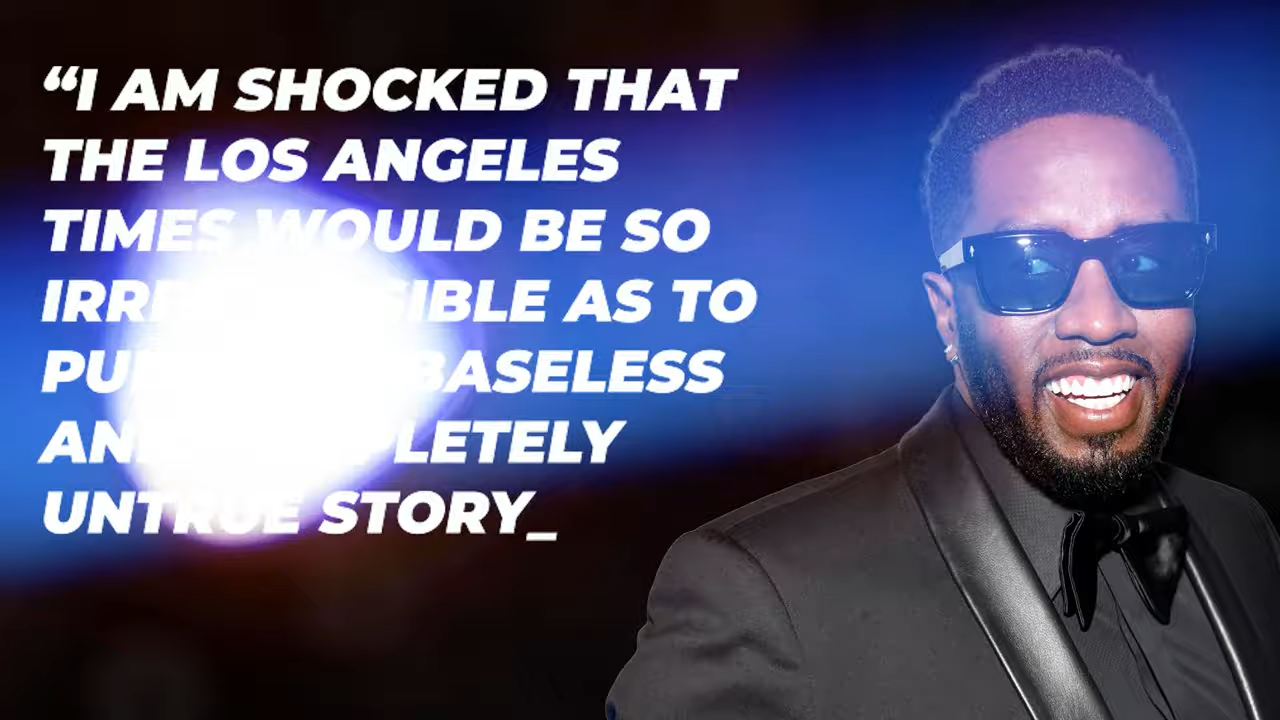 “I AM SHOCKED THAT
THE LOS ANGELES
TIMES WOULD BE SO
AS TO
BASELESS
UNTRUE STORY_